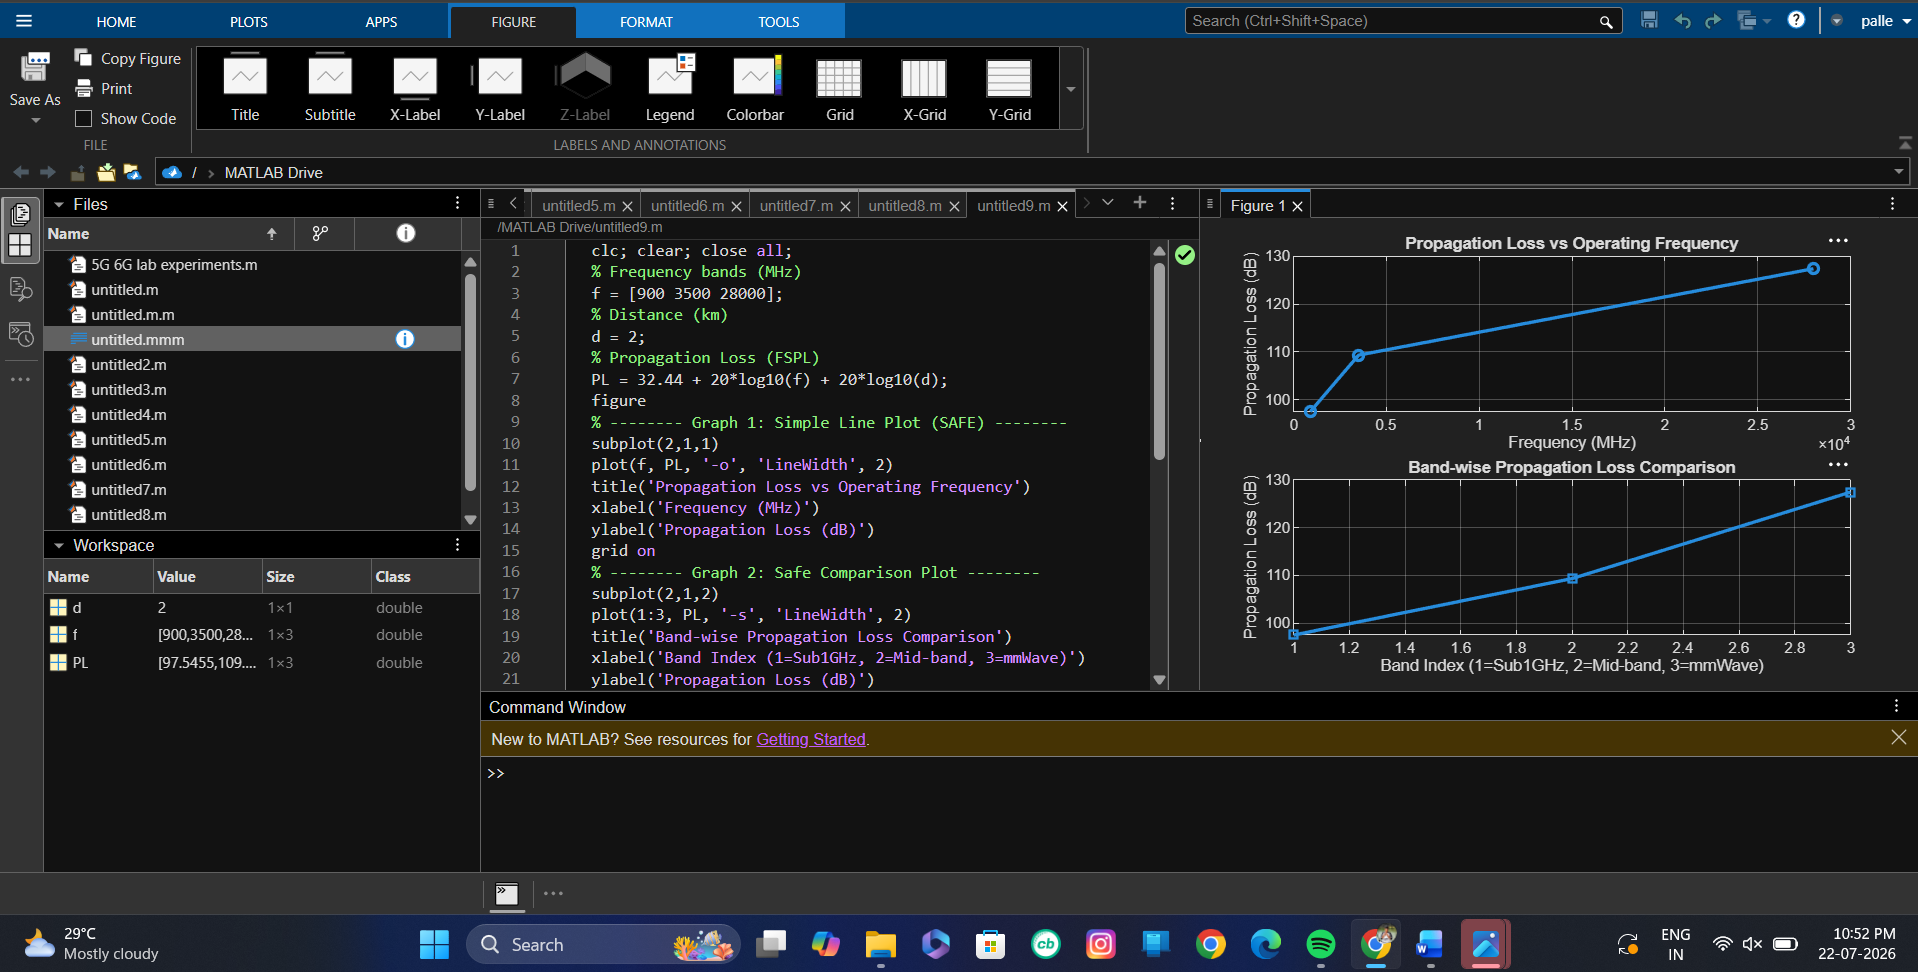 HOME PLOTS APPS FIGURE FORMAT TOOLS Search (Ctrl+Shift+Space) ? palle
Save As
Copy Figure
Print
Show Code
FILE
Title Subtitle X-Label Y-Label Z-Label Legend Colorbar Grid X-Grid Y-Grid
LABELS AND ANNOTATIONS
/ › MATLAB Drive
Files
Name
5G 6G lab experiments.m
untitled.m
untitled.m.m
untitled.mmm
untitled2.m
untitled3.m
untitled4.m
untitled5.m
untitled6.m
untitled7.m
untitled8.m
Workspace
Name Value Size Class
d 2 1×1 double
f [900,3500,28... 1×3 double
PL [97.5455,109.... 1×3 double
untitled5.m untitled6.m untitled7.m untitled8.m untitled9.m
/MATLAB Drive/untitled9.m
1 clc; clear; close all;
2 % Frequency bands (MHz)
3 f = [900 3500 28000];
4 % Distance (km)
5 d = 2;
6 % Propagation Loss (FSPL)
7 PL = 32.44 + 20*log10(f) + 20*log10(d);
8 figure
9 % -------- Graph 1: Simple Line Plot (SAFE) --------
10 subplot(2,1,1)
11 plot(f, PL, '-o', 'LineWidth', 2)
12 title('Propagation Loss vs Operating Frequency')
13 xlabel('Frequency (MHz)')
14 ylabel('Propagation Loss (dB)')
15 grid on
16 % -------- Graph 2: Safe Comparison Plot --------
17 subplot(2,1,2)
18 plot(1:3, PL, '-s', 'LineWidth', 2)
19 title('Band-wise Propagation Loss Comparison')
20 xlabel('Band Index (1=Sub1GHz, 2=Mid-band, 3=mmWave)')
21 ylabel('Propagation Loss (dB)')
Figure 1
Propagation Loss vs Operating Frequency
Propagation Loss (dB)
130
120
110
100
0 0.5 1 1.5 2 2.5 3
Frequency (MHz) ×10⁴
Band-wise Propagation Loss Comparison
Propagation Loss (dB)
130
120
110
100
1 1.2 1.4 1.6 1.8 2 2.2 2.4 2.6 2.8 3
Band Index (1=Sub1GHz, 2=Mid-band, 3=mmWave)
Command Window
New to MATLAB? See resources for Getting Started.
>>
29°C
Mostly cloudy
Search
cb
W
ENG
IN
10:52 PM
22-07-2026